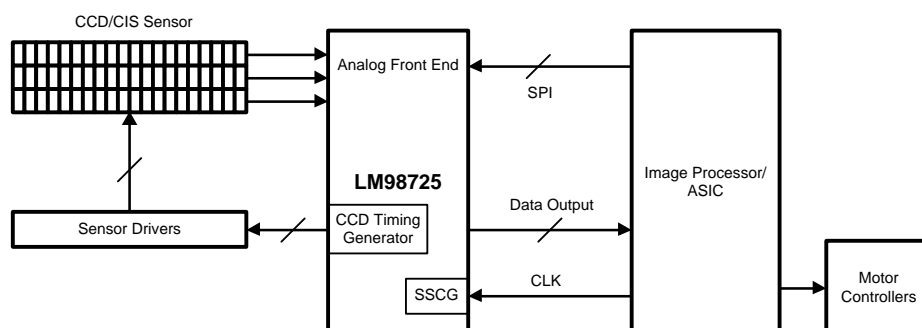 CCD/CIS Sensor
Analog Front End
SPI
LM98725
Image Processor/
ASIC
Data Output
Sensor Drivers
CCD Timing
Generator
SSCG
CLK
Motor
Controllers